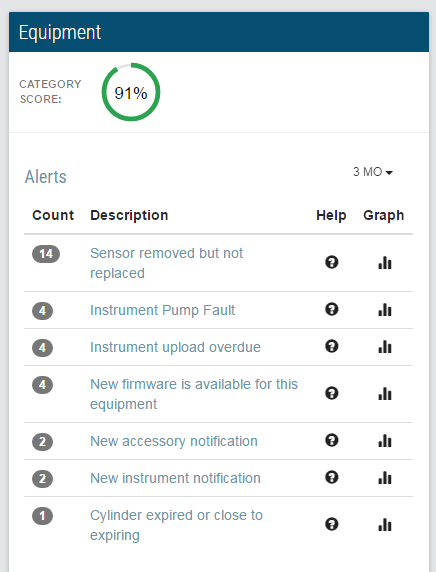 Equipment
CATEGORY
SCORE:
91%
Alerts
3 MO
Count Description Help Graph
14 Sensor removed but not
replaced
4 Instrument Pump Fault
4 Instrument upload overdue
4 New firmware is available for this
equipment
2 New accessory notification
2 New instrument notification
1 Cylinder expired or close to
expiring